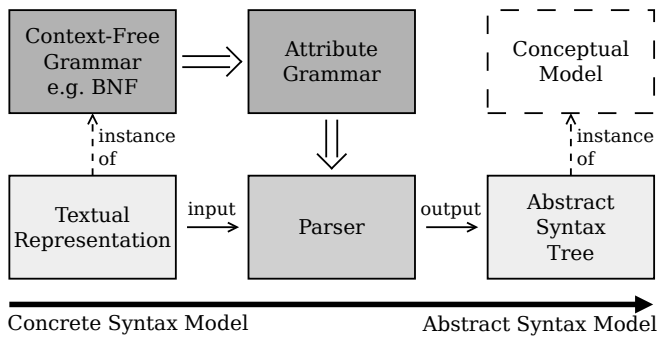 Context-Free
Grammar
e.g. BNF
Attribute
Grammar
Conceptual
Model
instance
of
instance
of
Textual
Representation
input
Parser
output
Abstract
Syntax
Tree
Concrete Syntax Model
Abstract Syntax Model